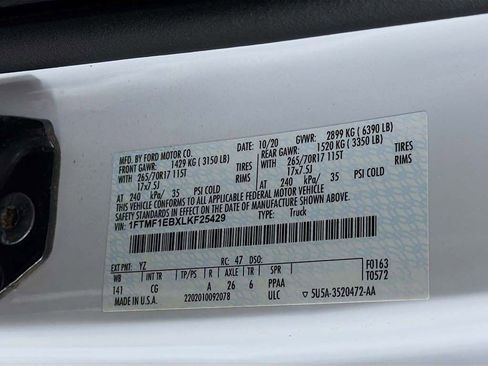 MFD. BY FORD MOTOR CO.
DATE: 10/20 GVWR: 2899 KG ( 6390 LB)
FRONT GAWR: 1429 KG ( 3150 LB) REAR GAWR: 1520 KG ( 3350 LB)
WITH 265/70R17 115T TIRES WITH 265/70R17 115T TIRES
17x7.5J RIMS 17x7.5J RIMS
AT 240 kPa/ 35 PSI COLD AT 240 kPa/ 35 PSI COLD
THIS VEHICLE CONFORMS TO ALL APPLICABLE FEDERAL MOTOR VEHICLE
SAFETY STANDARDS IN EFFECT ON THE DATE OF MANUFACTURE SHOWN ABOVE.
VIN: 1FTMF1EBXLKF25429 TYPE: Truck
EXT PNT: YZ RC: 47 DSO:
WB INT TR TP/PS R AXLE TR SPR
141 CG A 26 6 PPAA
MADE IN U.S.A. 2202010092078 ULC
F0163
T0572
▽ 5U5A-3520472-AA